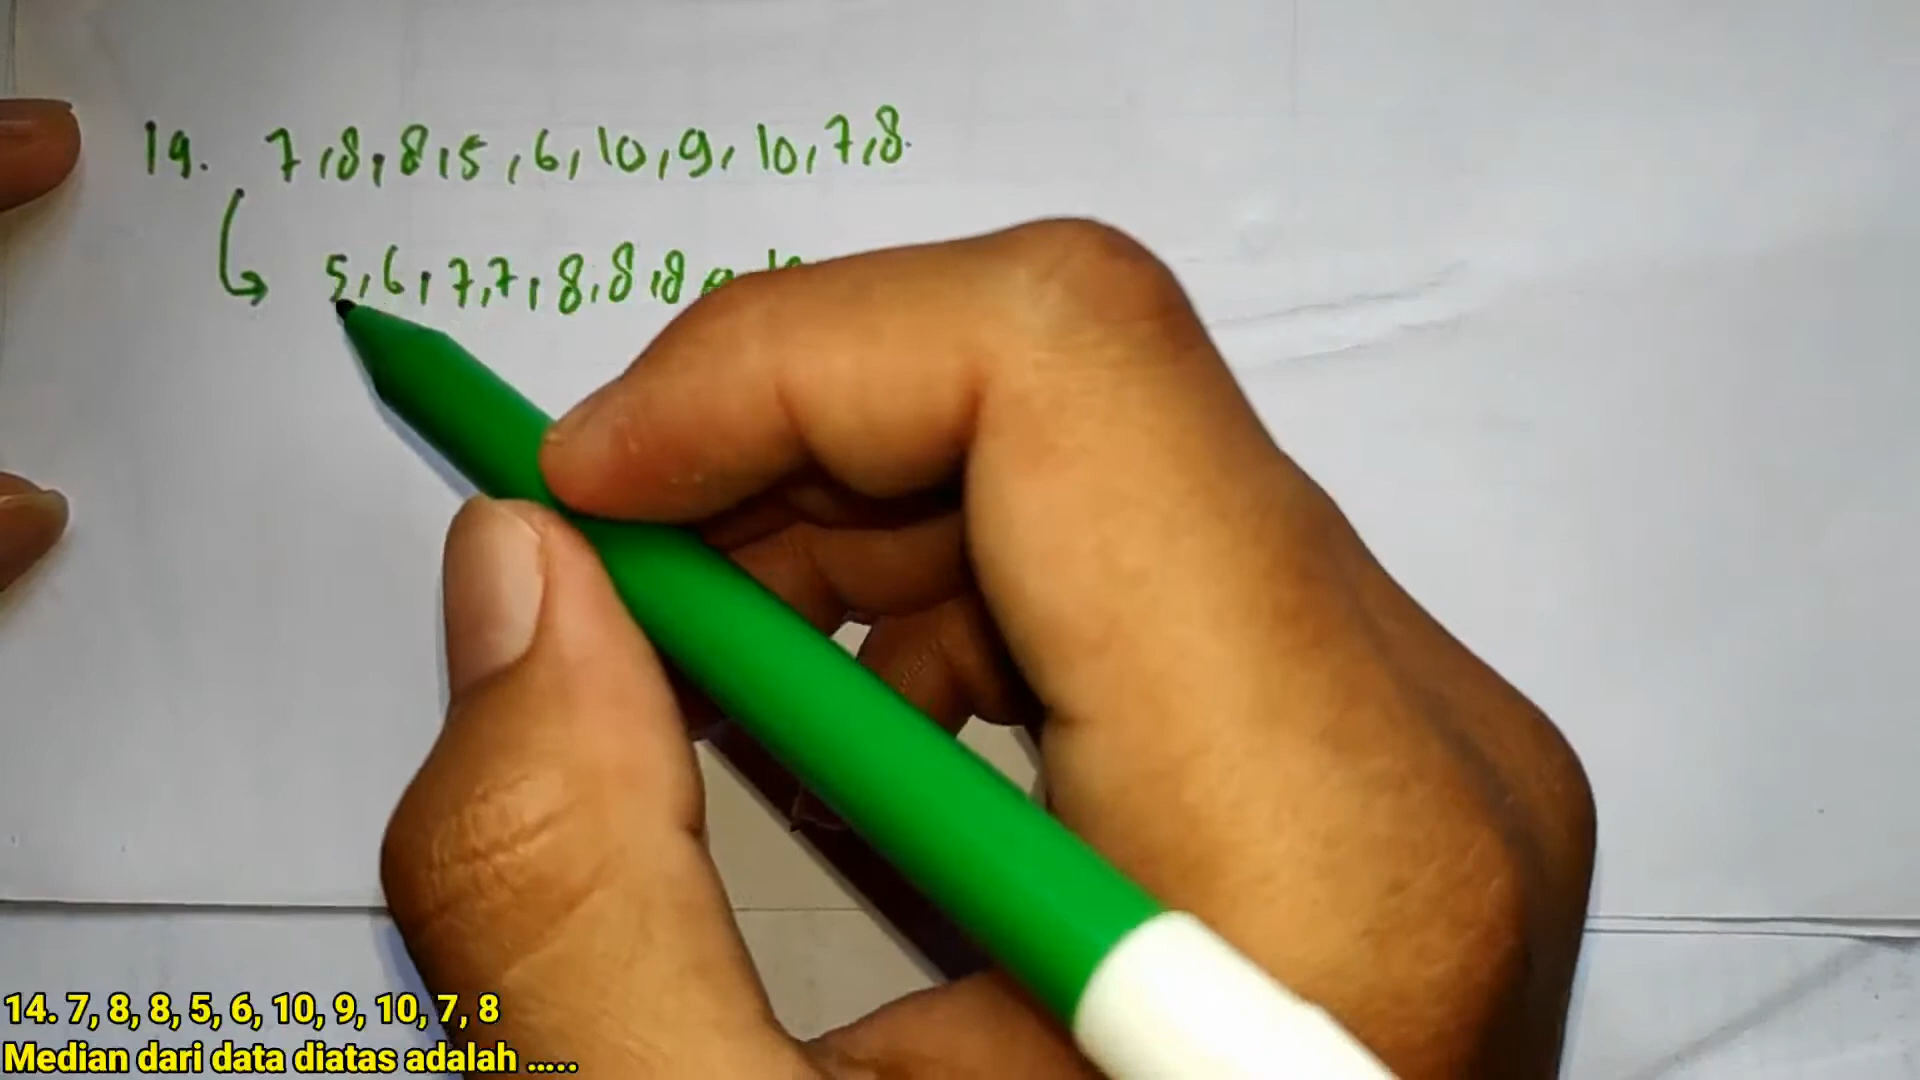 14. 7, 8, 8, 5, 6, 10, 9, 10, 7, 8.
5, 6, 7, 7, 8, 8, 8
14. 7, 8, 8, 5, 6, 10, 9, 10, 7, 8
Median dari data diatas adalah .....